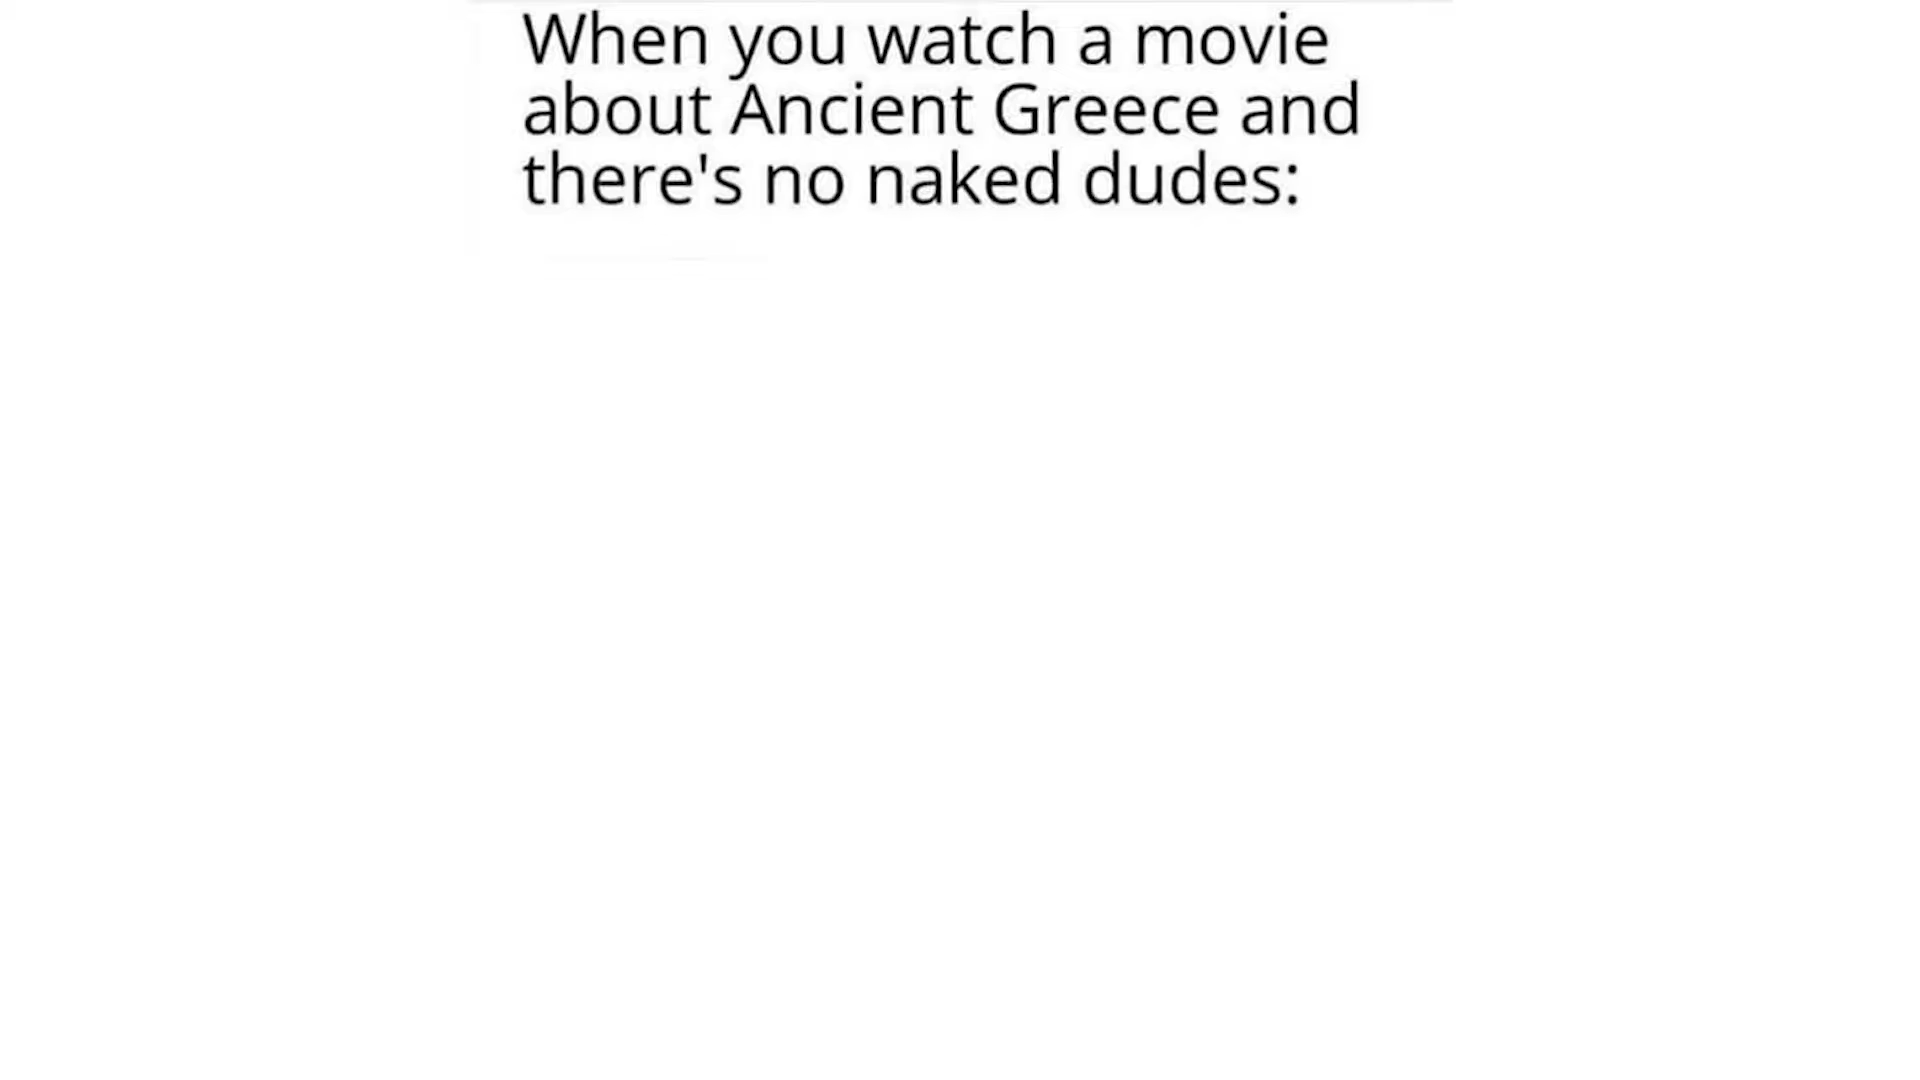 When you watch a movie
about Ancient Greece and
there's no naked dudes: